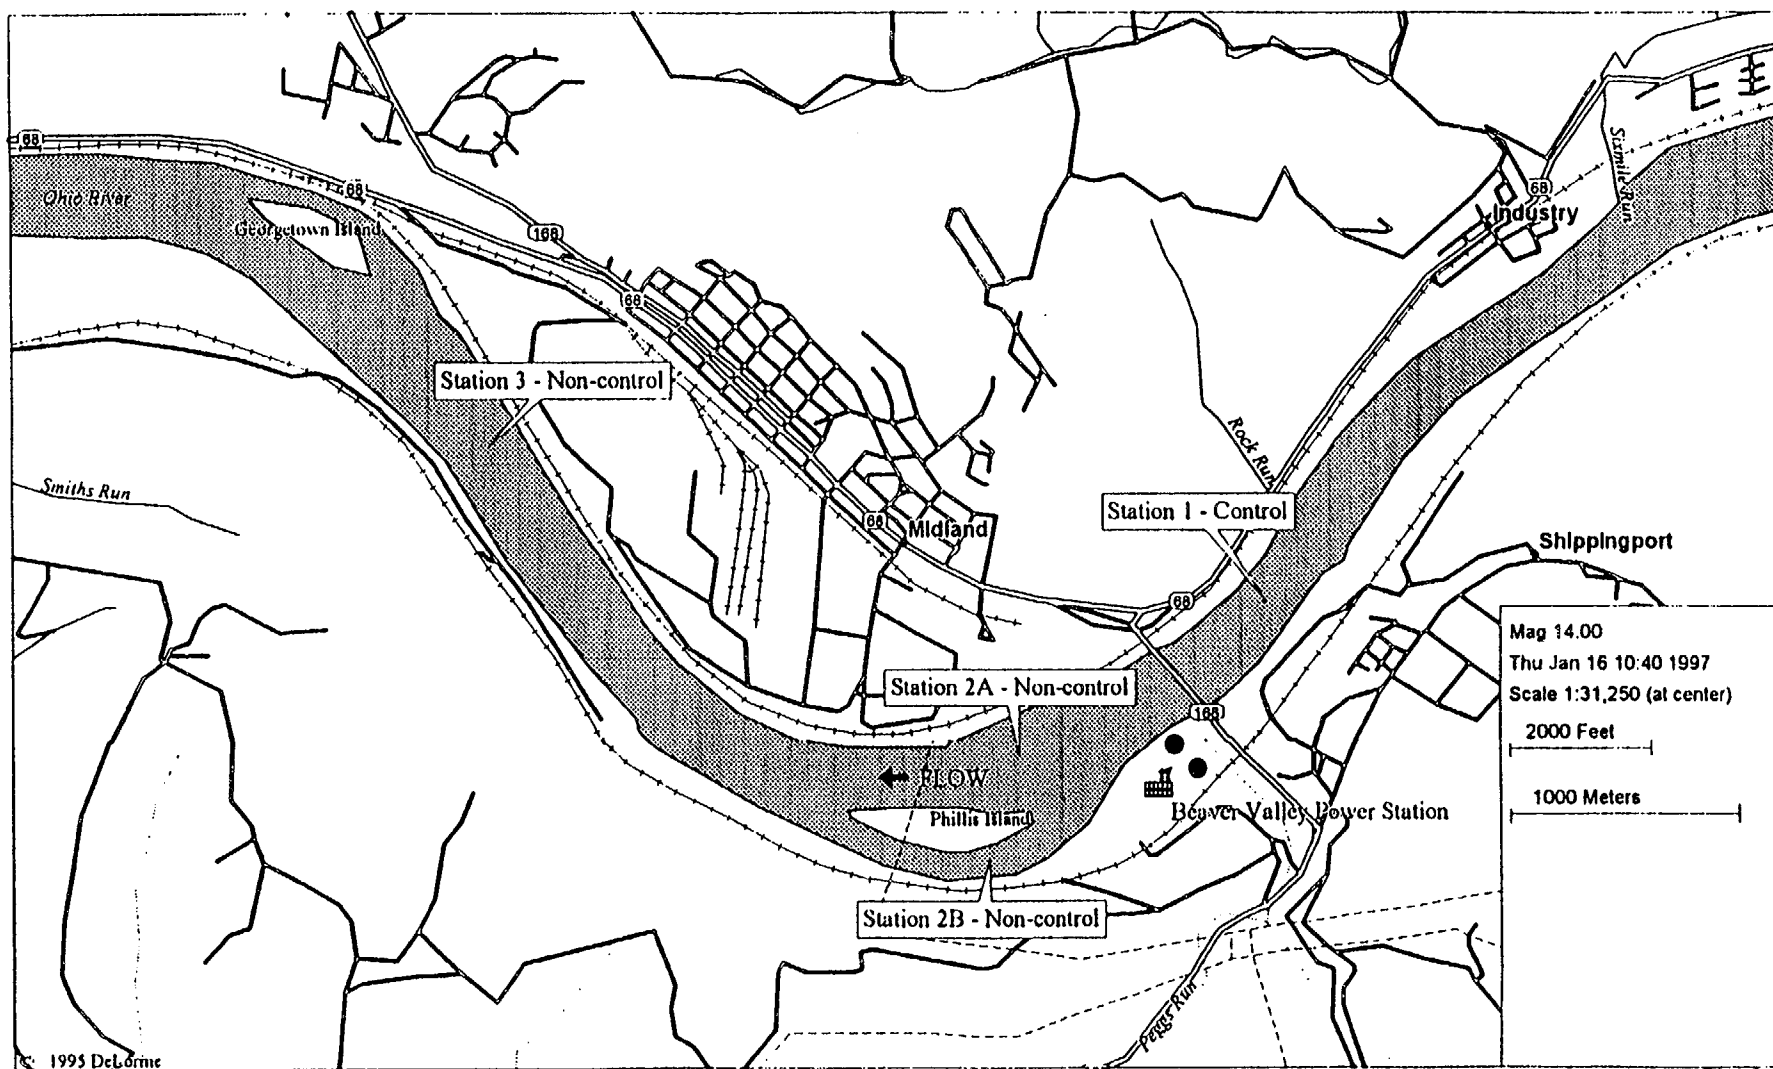 68
Ohio River
68
Georgetown Island
168
68
Industry
68
Sixmile Run
68
Station 3 - Non-control
Smiths Run
Rock Run
Station 1 - Control
68
Midland
Shippingport
68
Station 2A - Non-control
168
FLOW
Phillis Island
Beaver Valley Power Station
Station 2B - Non-control
Peggs Run
Mag 14.00
Thu Jan 16 10:40 1997
Scale 1:31,250 (at center)
2000 Feet
1000 Meters
© 1995 DeLorme